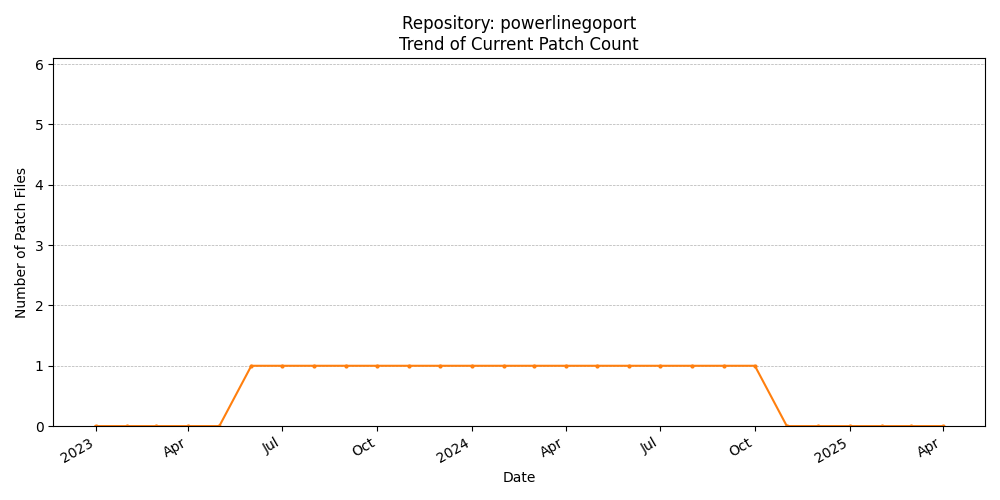 Repository: powerlinegoport
Trend of Current Patch Count
6
5
4
3
2
1
0
Number of Patch Files
2023
Apr
Jul
Oct
2024
Apr
Jul
Oct
2025
Apr
Date